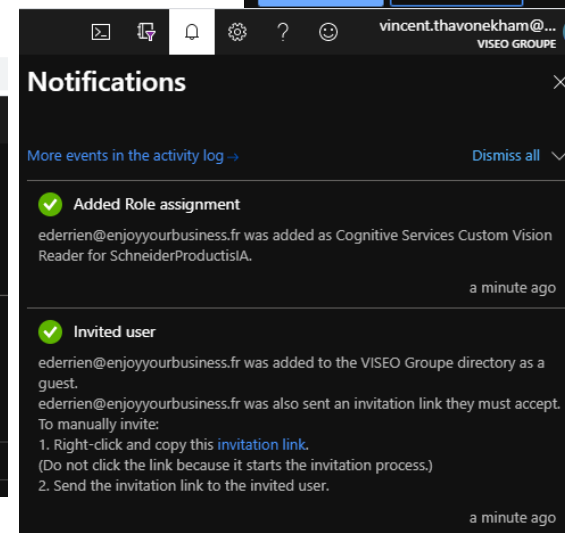 vincent.thavonekham@...
VISEO GROUPE
Notifications
More events in the activity log →
Dismiss all
Added Role assignment
ederrien@enjoyyourbusiness.fr was added as Cognitive Services Custom Vision
Reader for SchneiderProductisIA.
a minute ago
Invited user
ederrien@enjoyyourbusiness.fr was added to the VISEO Groupe directory as a
guest.
ederrien@enjoyyourbusiness.fr was also sent an invitation link they must accept.
To manually invite:
1. Right-click and copy this invitation link.
(Do not click the link because it starts the invitation process.)
2. Send the invitation link to the invited user.
a minute ago